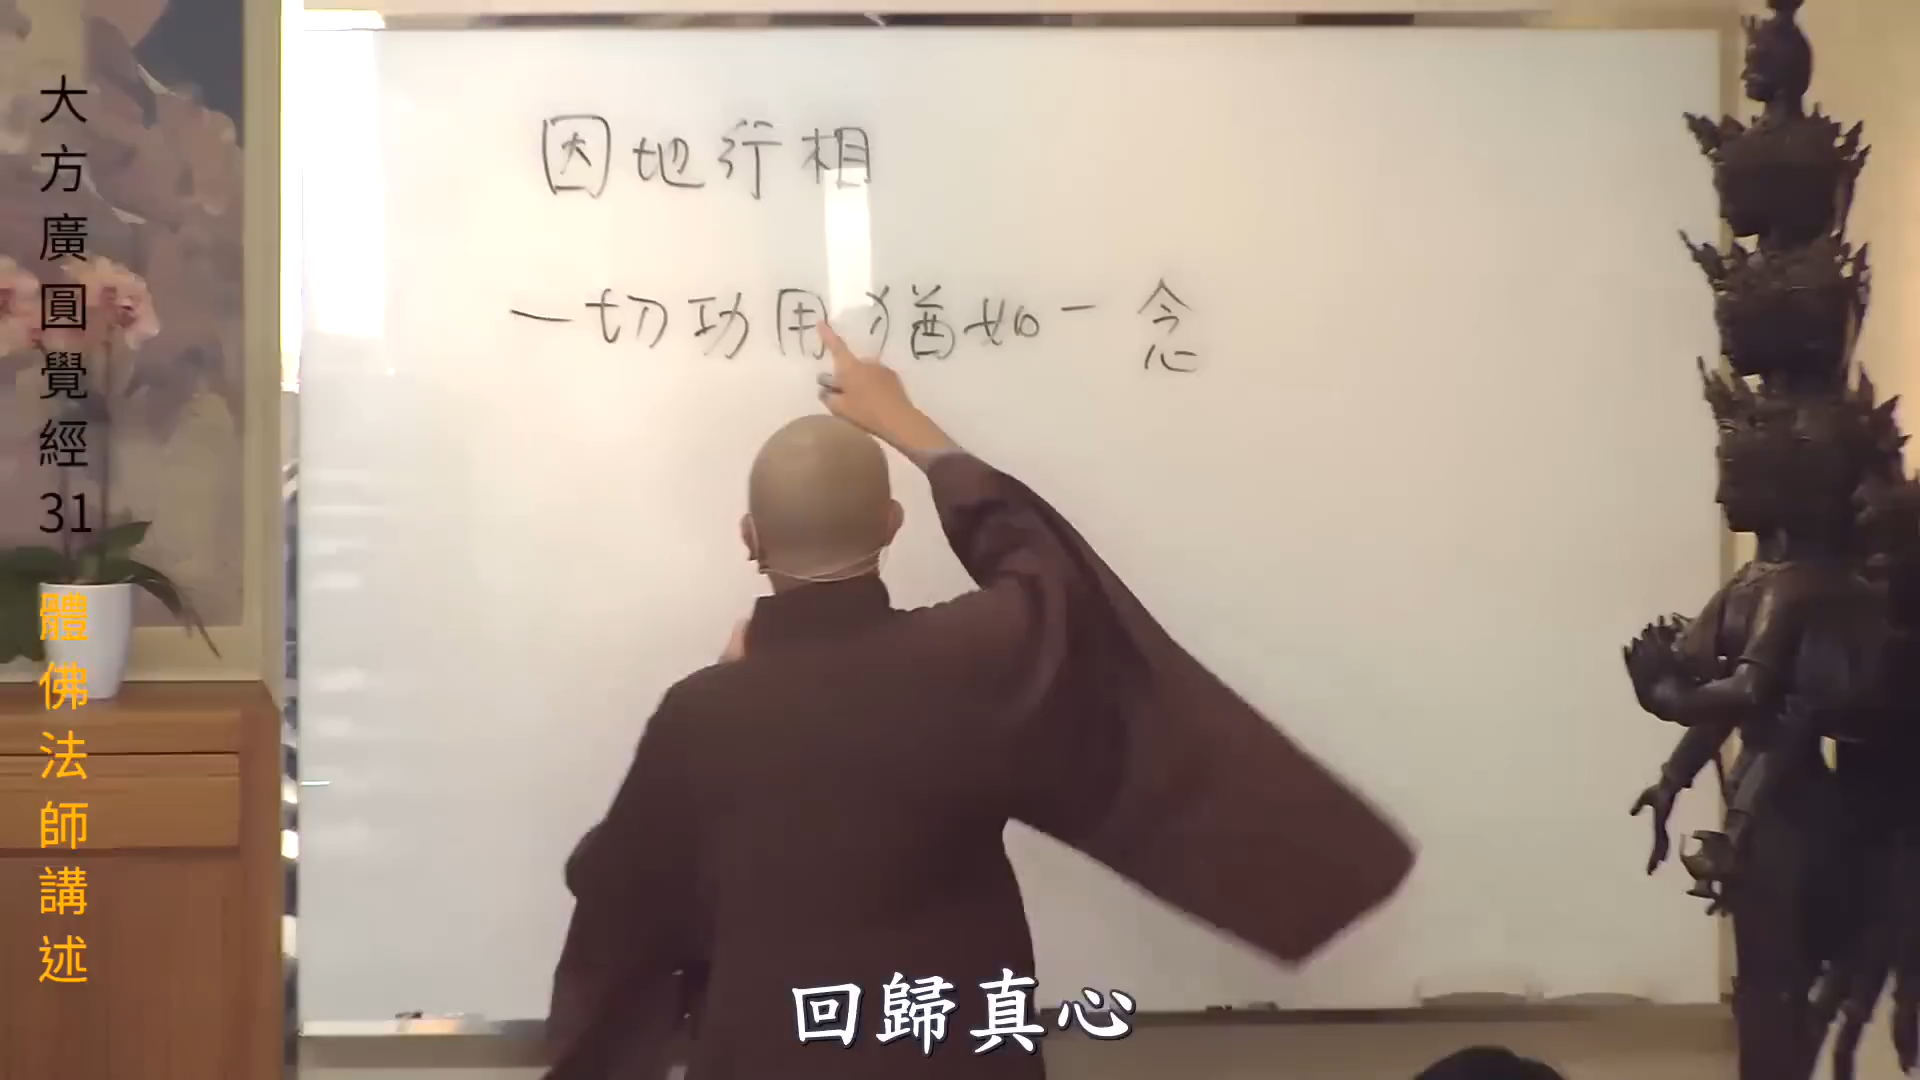 大方廣圓覺經31
體佛法師講述
因地行相
一切功用猶如一念
回歸真心